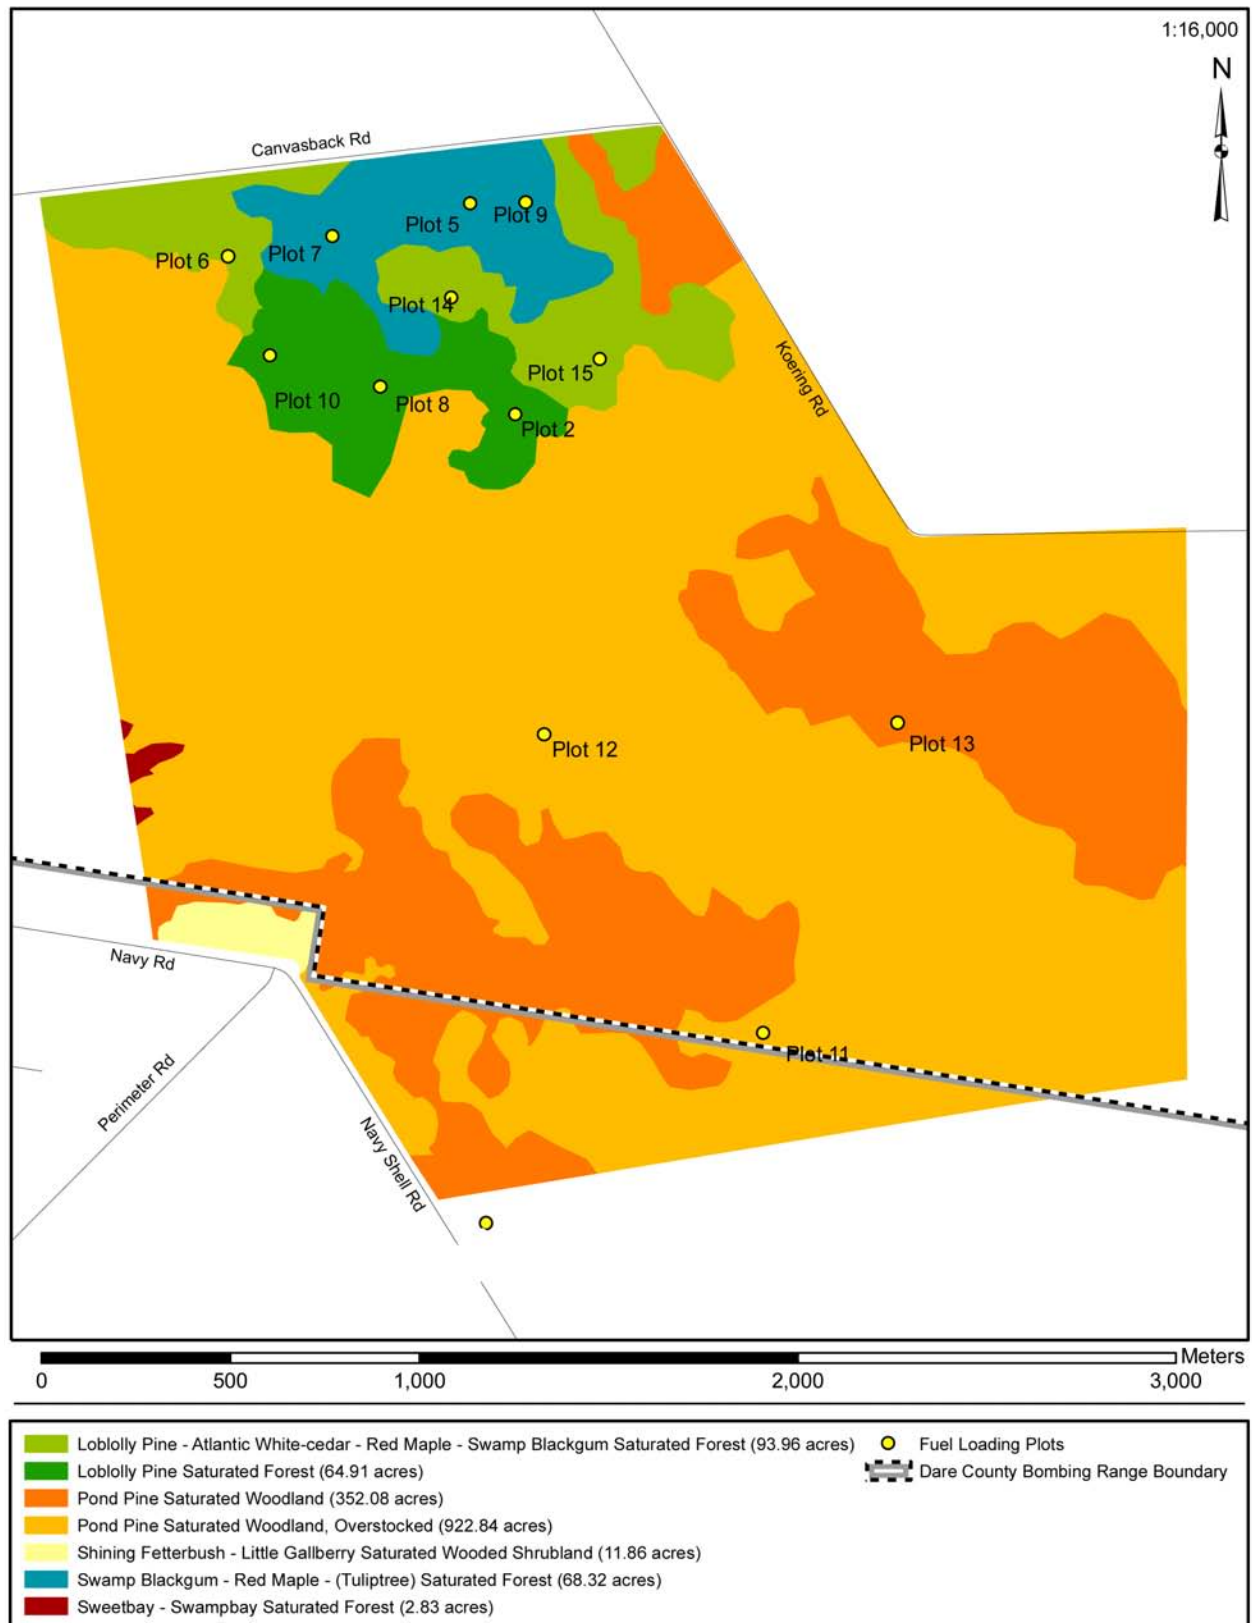 1:16,000
N
Canvasback Rd
Plot 5
Plot 9
Plot 7
Plot 6
Plot 14
Plot 15
Koering Rd
Plot 10
Plot 8
Plot 2
Plot 12
Plot 13
Navy Rd
Plot 11
Perimeter Rd
Navy Shell Rd
Meters
0 500 1,000 2,000 3,000
Loblolly Pine - Atlantic White-cedar - Red Maple - Swamp Blackgum Saturated Forest (93.96 acres)
Loblolly Pine Saturated Forest (64.91 acres)
Pond Pine Saturated Woodland (352.08 acres)
Pond Pine Saturated Woodland, Overstocked (922.84 acres)
Shining Fetterbush - Little Gallberry Saturated Wooded Shrubland (11.86 acres)
Swamp Blackgum - Red Maple - (Tuliptree) Saturated Forest (68.32 acres)
Sweetbay - Swampbay Saturated Forest (2.83 acres)
Fuel Loading Plots
Dare County Bombing Range Boundary